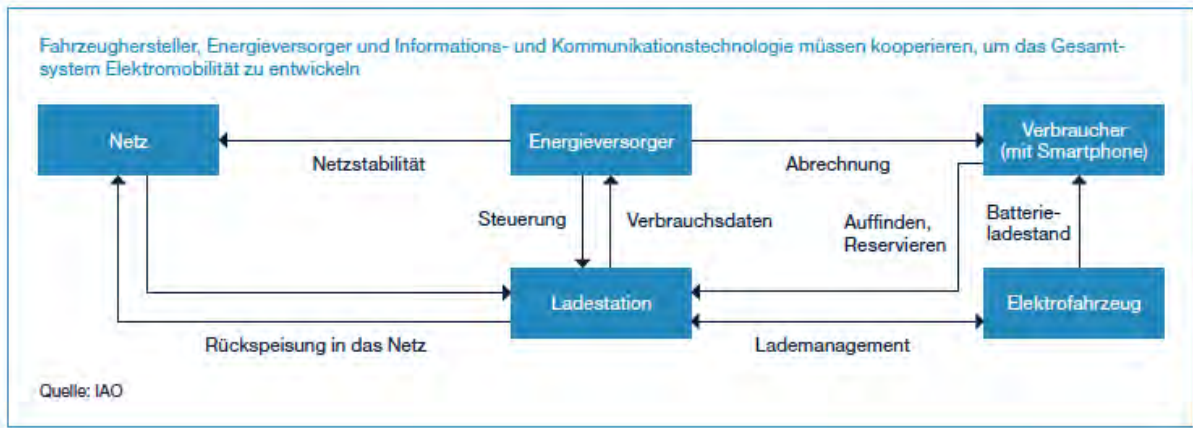 Fahrzeughersteller, Energieversorger und Informations- und Kommunikationstechnologie müssen kooperieren, um das Gesamt-
system Elektromobilität zu entwickeln
Netz
Energieversorger
Verbraucher
(mit Smartphone)
Netzstabilität
Abrechnung
Steuerung
Verbrauchsdaten
Auffinden,
Reservieren
Batterie-
ladestand
Ladestation
Elektrofahrzeug
Rückspeisung in das Netz
Lademanagement
Quelle: IAO